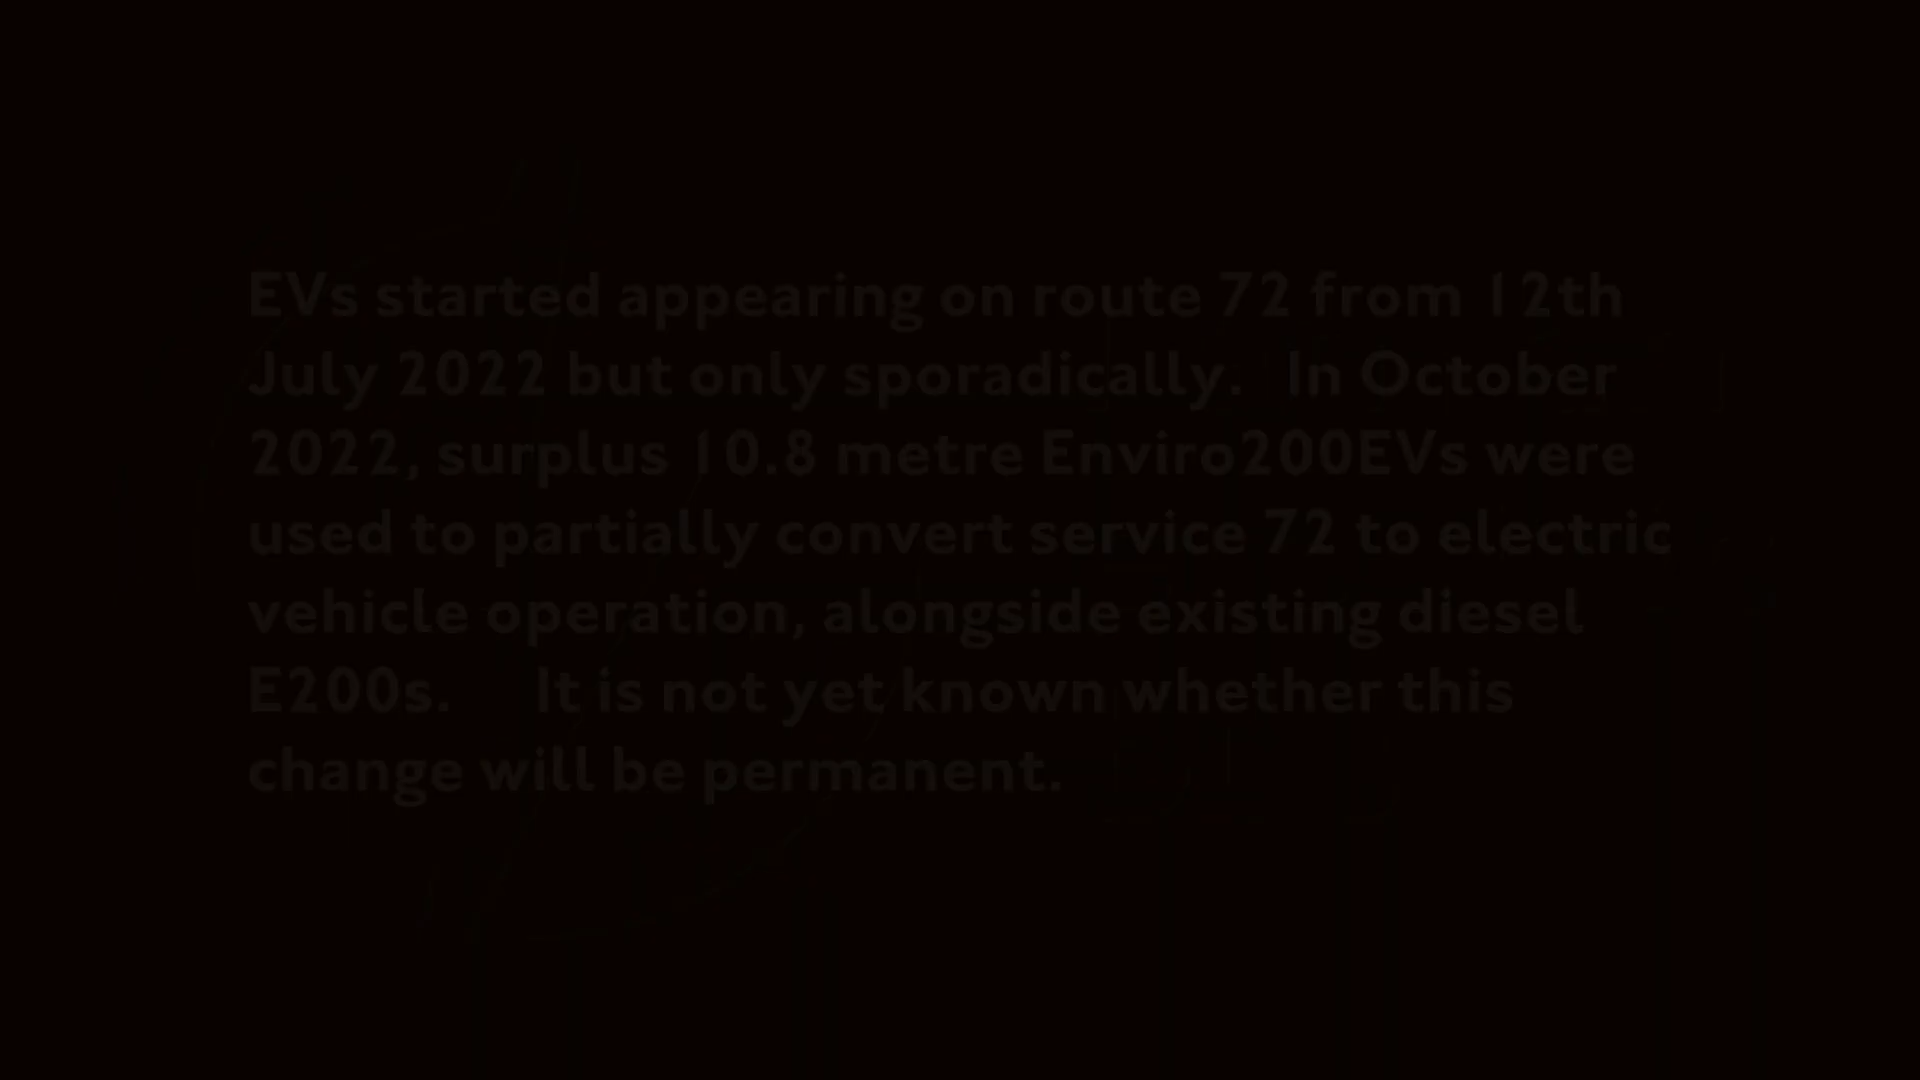 EVs started appearing on route 72 from 12th
July 2022 but only sporadically.   In October
2022, surplus 10.8 metre Enviro200EVs were
used to partially convert service 72 to electric
vehicle operation, alongside existing diesel
E200s.     It is not yet known whether this
change will be permanent.